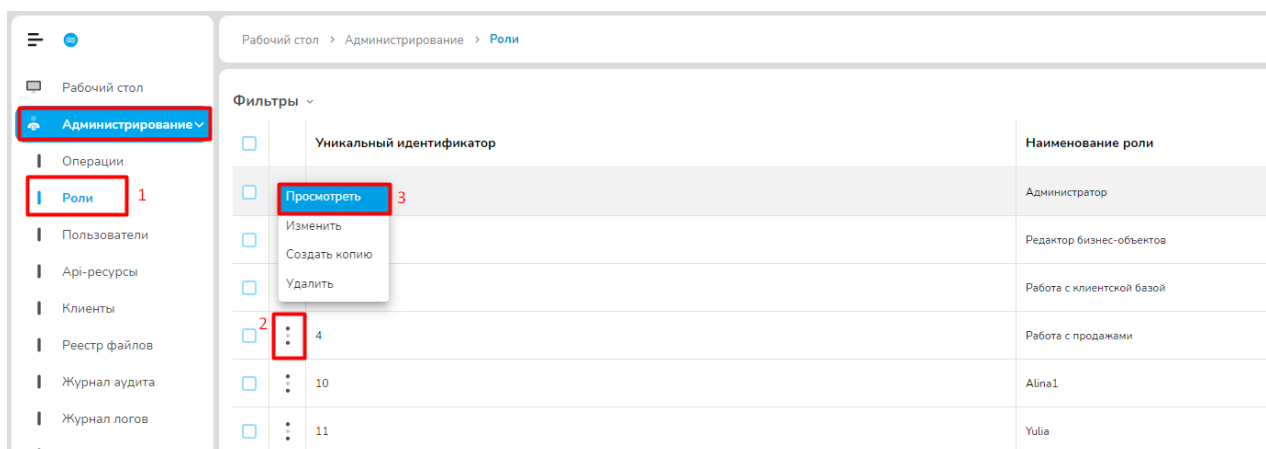 Рабочий стол > Администрирование > Роли
Рабочий стол
Администрирование
Операции
Роли
1
Пользователи
Api-ресурсы
Клиенты
Реестр файлов
Журнал аудита
Журнал логов
Фильтры
Уникальный идентификатор
Наименование роли
Просмотреть
3
Администратор
Изменить
Редактор бизнес-объектов
Создать копию
Удалить
Работа с клиентской базой
2
4
Работа с продажами
10
Alina1
11
Yulia